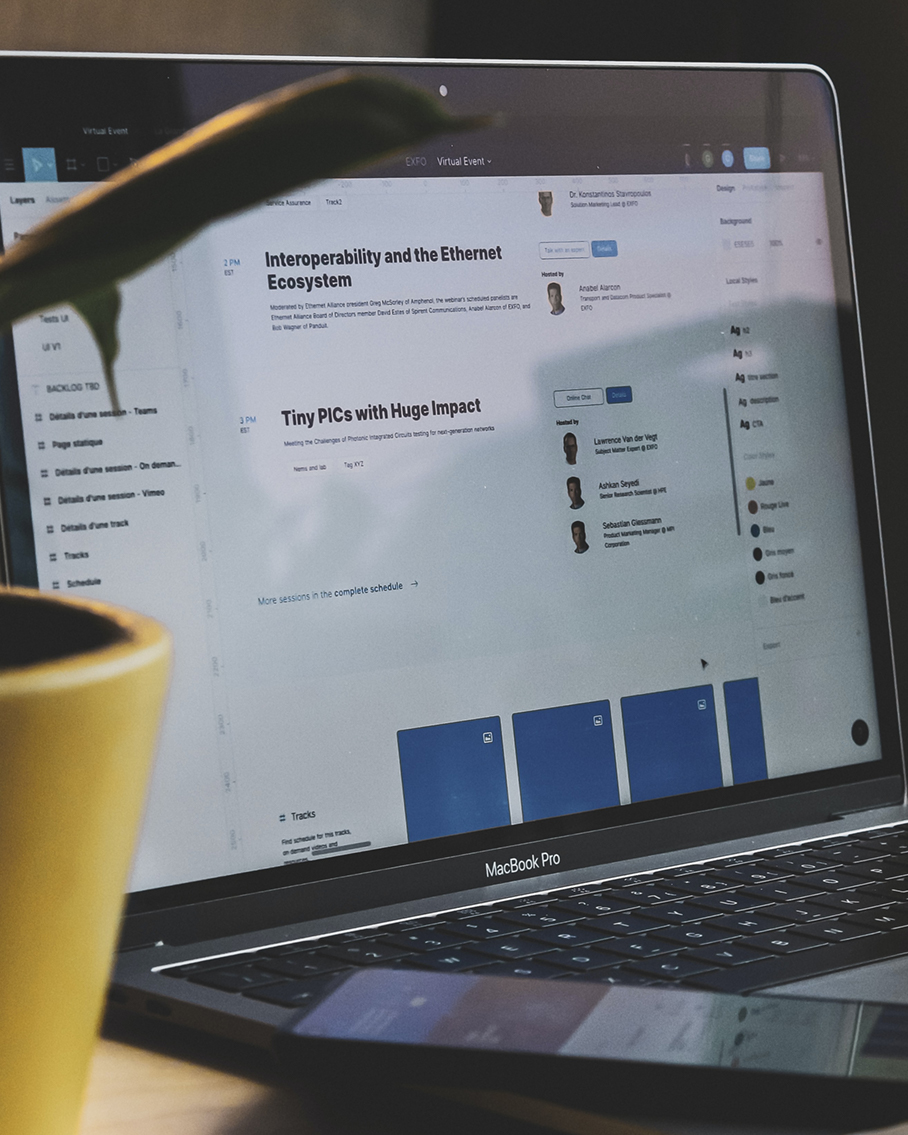 Virtual Event
EXPO Virtual Event
Layers
Design
Service Assurance Track2
Dr. Konstantinos Stavropoulos
Solution Marketing Lead @ EXFO
Background
Talk with an expert Details
2 PM
EST
Interoperability and the Ethernet
Ecosystem
Moderated by Ethernet Alliance president Greg McSorley of Amphenol, the webinar's scheduled panelists are
Ethernet Alliance Board of Directors member David Estes of Spirent Communications, Anabel Alarcon of EXFO, and
Bob Wagner of Panduit.
Hosted by
Anabel Alarcon
Transport and Datacom Product Specialist @
EXFO
Local Styles
Tests UI
UI V1
BACKLOG TBD
Détails d'une session - Teams
Page statique
Détails d'une session - On deman...
Détails d'une session - Vimeo
Détails d'une track
Tracks
Schedule
3 PM
EST
Tiny PICs with Huge Impact
Meeting the Challenges of Photonic Integrated Circuits testing for next-generation networks
Nems and lab Tag XYZ
Online Chat Details
Hosted by
Lawrence Van der Vegt
Subject Matter Expert @ EXFO
Ashkan Seyedi
Senior Research Scientist @ HPE
Sebastian Giessmann
Product Marketing Manager @ MPI
Corporation
Ag h2
Ag h3
Ag titre section
Ag description
Ag CTA
Color Styles
Jaune
Rouge Live
Bleu
Gris moyen
Gris foncé
Bleu d'accent
Export
More sessions in the complete schedule →
Tracks
Find schedule for this tracks,
on demand videos and
MacBook Pro